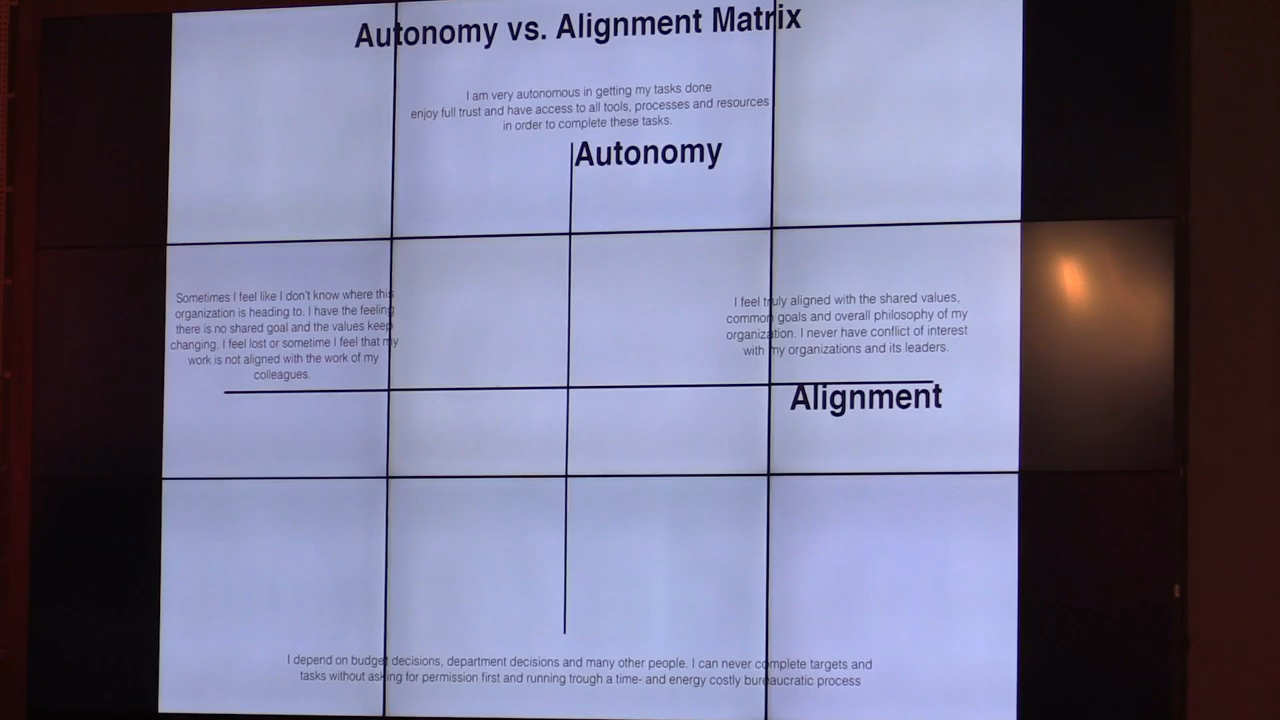 Autonomy vs. Alignment Matrix
I am very autonomous in getting my tasks done
enjoy full trust and have access to all tools, processes and resources
in order to complete these tasks.
Autonomy
Sometimes I feel like I don't know where this
organization is heading to. I have the feeling
there is no shared goal and the values keep
changing. I feel lost or sometime I feel that my
work is not aligned with the work of my
colleagues.
I feel truly aligned with the shared values,
common goals and overall philosophy of my
organization. I never have conflict of interest
with my organizations and its leaders.
Alignment
I depend on budget decisions, department decisions and many other people. I can never complete targets and
tasks without asking for permission first and running trough a time- and energy costly bureaucratic process